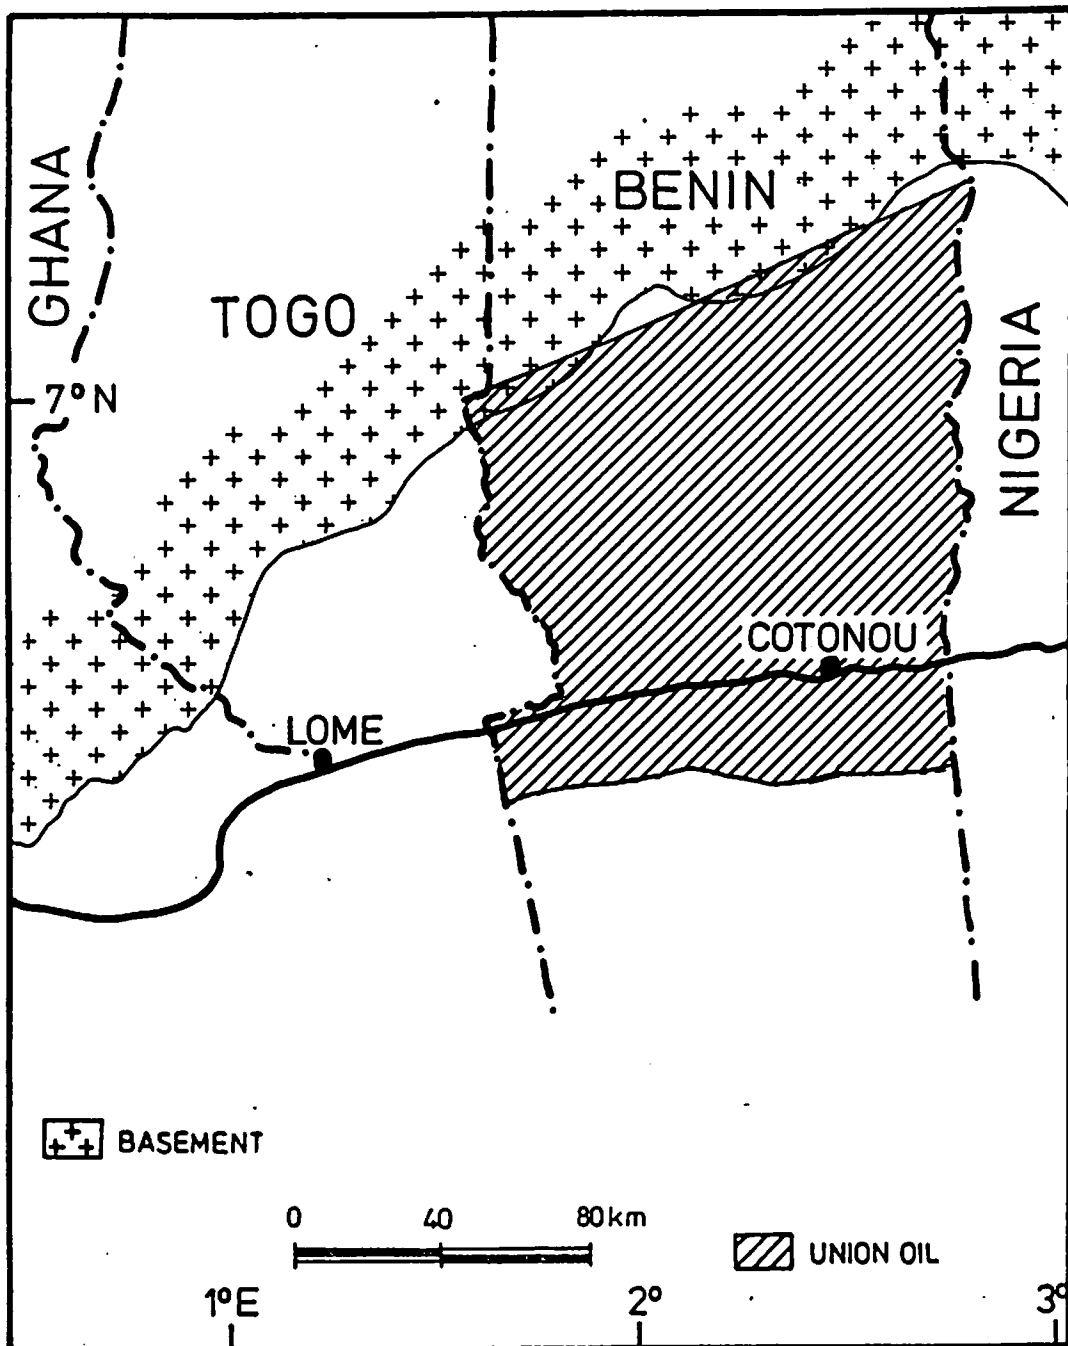 GHANA
BENIN
TOGO
NIGERIA
7°N
COTONOU
LOME
BASEMENT
0 40 80km
UNION OIL
1°E 2° 3°